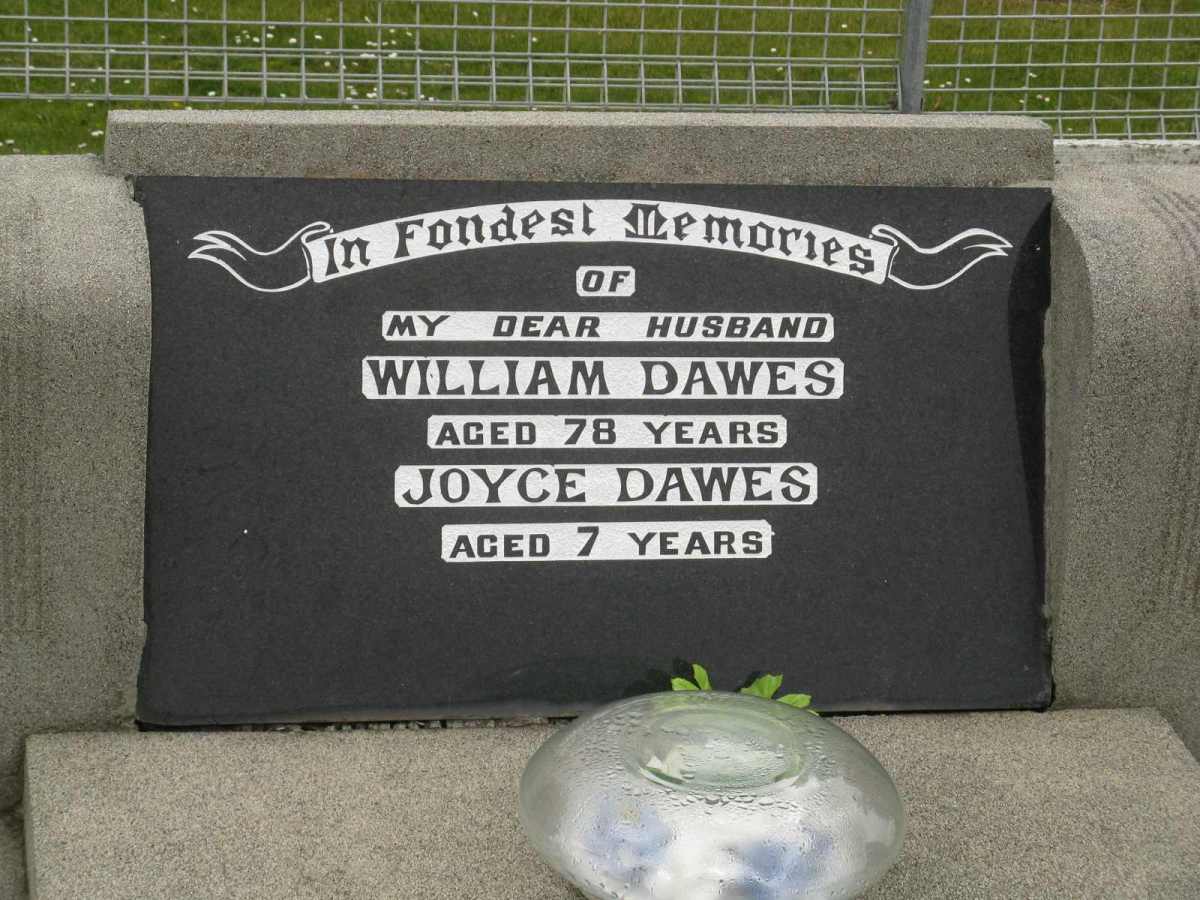 In Fondest Memories
OF
MY DEAR HUSBAND
WILLIAM DAWES
AGED 78 YEARS
JOYCE DAWES
AGED 7 YEARS